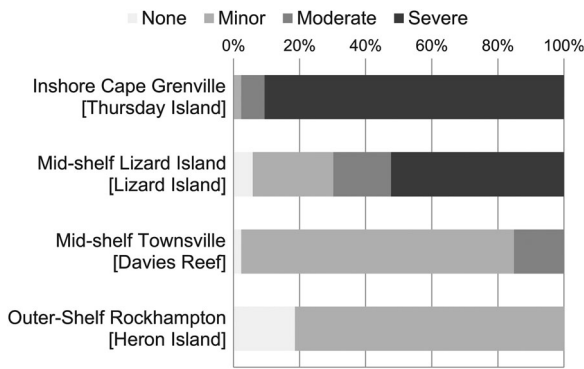 None Minor Moderate Severe
0% 20% 40% 60% 80% 100%
Inshore Cape Grenville
[Thursday Island]
Mid-shelf Lizard Island
[Lizard Island]
Mid-shelf Townsville
[Davies Reef]
Outer-Shelf Rockhampton
[Heron Island]